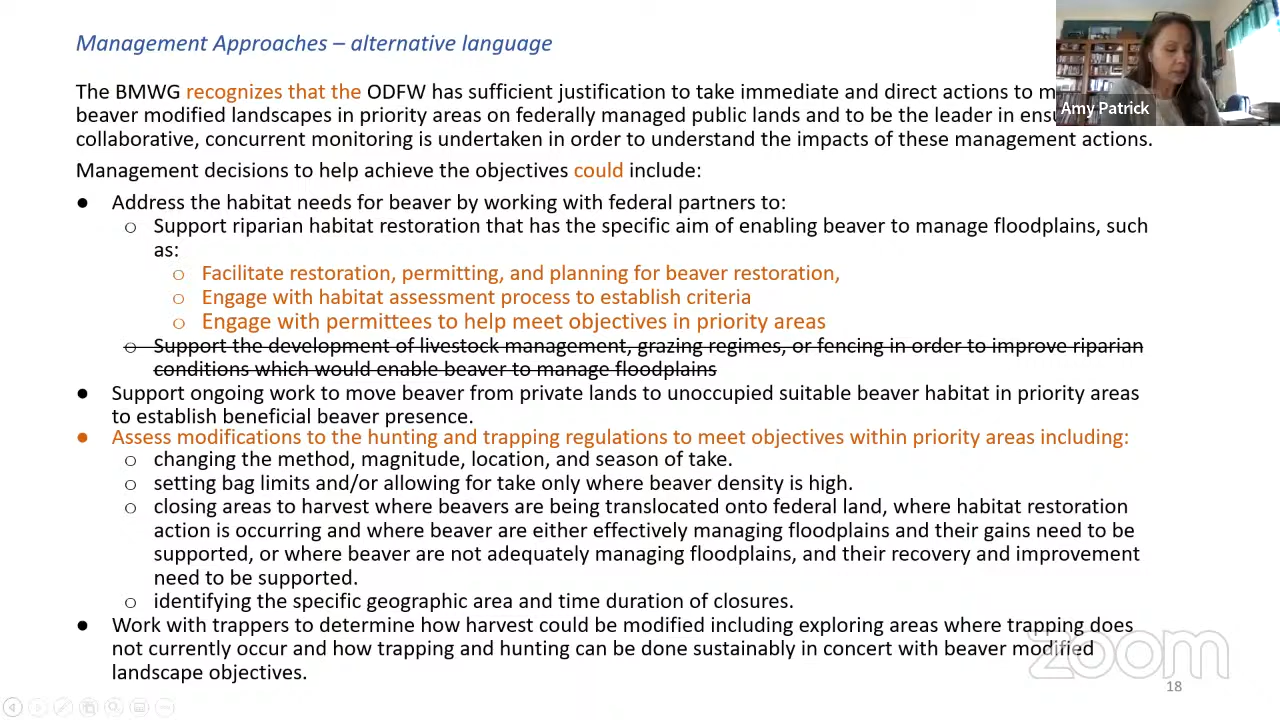 Management Approaches – alternative language
The BMWG recognizes that the ODFW has sufficient justification to take immediate and direct actions to
beaver modified landscapes in priority areas on federally managed public lands and to be the leader in
collaborative, concurrent monitoring is undertaken in order to understand the impacts of these management actions.
Management decisions to help achieve the objectives could include:
● Address the habitat needs for beaver by working with federal partners to:
○ Support riparian habitat restoration that has the specific aim of enabling beaver to manage floodplains, such
as:
○ Facilitate restoration, permitting, and planning for beaver restoration,
○ Engage with habitat assessment process to establish criteria
○ Engage with permittees to help meet objectives in priority areas
○ Support the development of livestock management, grazing regimes, or fencing in order to improve riparian
conditions which would enable beaver to manage floodplains
● Support ongoing work to move beaver from private lands to unoccupied suitable beaver habitat in priority areas
to establish beneficial beaver presence.
● Assess modifications to the hunting and trapping regulations to meet objectives within priority areas including:
○ changing the method, magnitude, location, and season of take.
○ setting bag limits and/or allowing for take only where beaver density is high.
○ closing areas to harvest where beavers are being translocated onto federal land, where habitat restoration
action is occurring and where beaver are either effectively managing floodplains and their gains need to be
supported, or where beaver are not adequately managing floodplains, and their recovery and improvement
need to be supported.
○ identifying the specific geographic area and time duration of closures.
● Work with trappers to determine how harvest could be modified including exploring areas where trapping does
not currently occur and how trapping and hunting can be done sustainably in concert with beaver modified
landscape objectives.
Amy Patrick
zoom
18